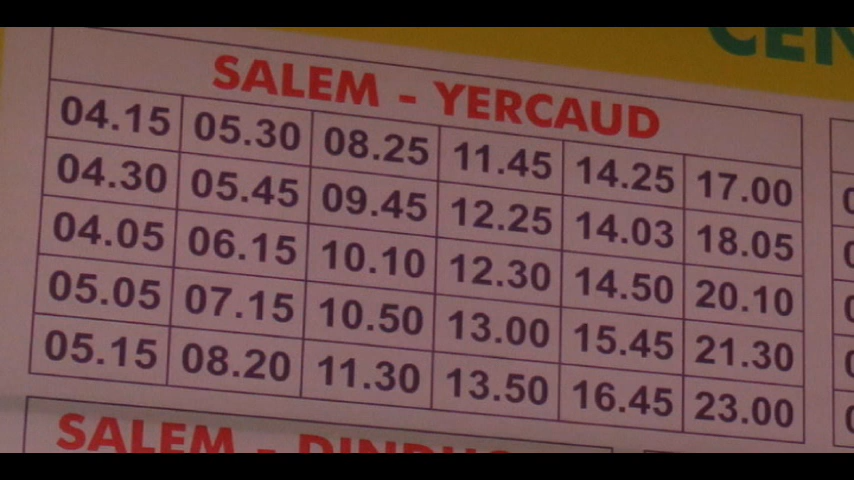 CEN
SALEM - YERCAUD
04.15 05.30 08.25 11.45 14.25 17.00
04.30 05.45 09.45 12.25 14.03 18.05
04.05 06.15 10.10 12.30 14.50 20.10
05.05 07.15 10.50 13.00 15.45 21.30
05.15 08.20 11.30 13.50 16.45 23.00
SALEM -